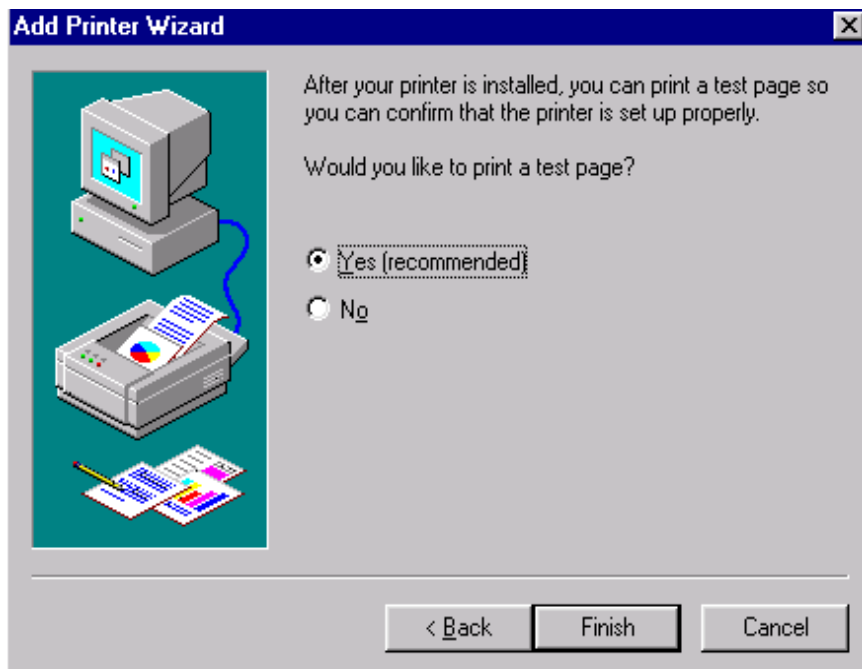 Add Printer Wizard
After your printer is installed, you can print a test page so
you can confirm that the printer is set up properly.
Would you like to print a test page?
Yes (recommended)
No
< Back
Finish
Cancel